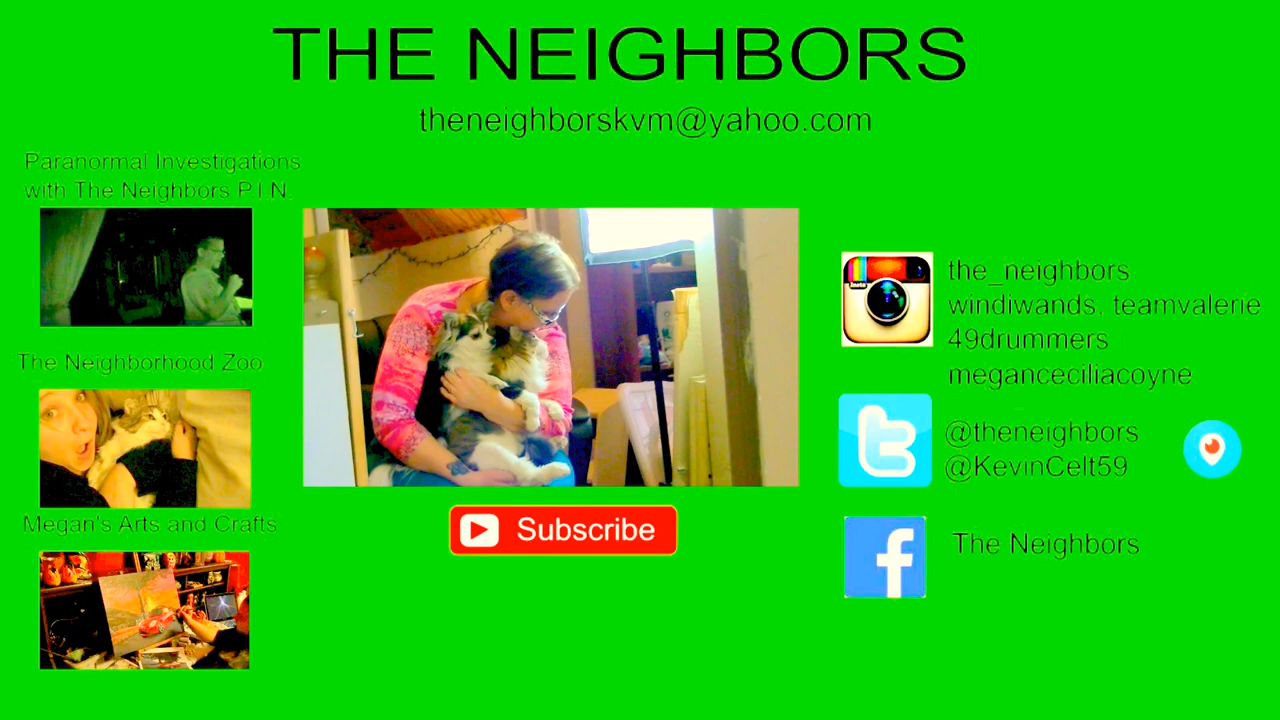 THE NEIGHBORS
theneighborskvm@yahoo.com
Paranormal Investigations
with The Neighbors P.I.N.
The Neighborhood Zoo
Megan's Arts and Crafts
Subscribe
Insta
the_neighbors
windiwands, teamvalerie
49drummers
meganceciliacoyne
@theneighbors
@KevinCelt59
The Neighbors